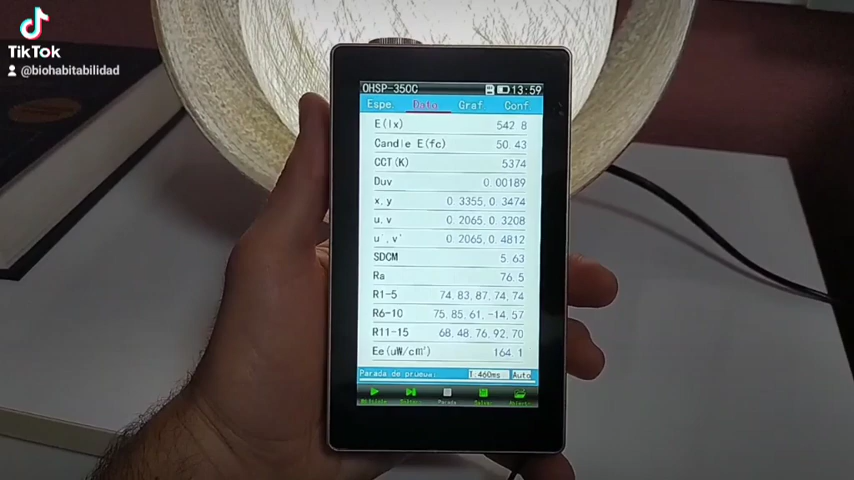 TikTok
@biohabitabilidad
OHSP-350C 13:59
Espe. Dato Graf Conf
E(lx) 542.8
Candle E(fc) 50.43
CCT(K) 5374
Duv 0.00189
x,y 0.3355,0.3474
u,v 0.2065,0.3208
u',v' 0.2065,0.4812
SDCM 5.63
Ra 76.5
R1-5 74,83,87,74,74
R6-10 75,85,61,-14,57
R11-15 68,48,76,92,70
Ee(uW/cm²) 164.1
Parada de prueba: 1.460ms Auto
Parada